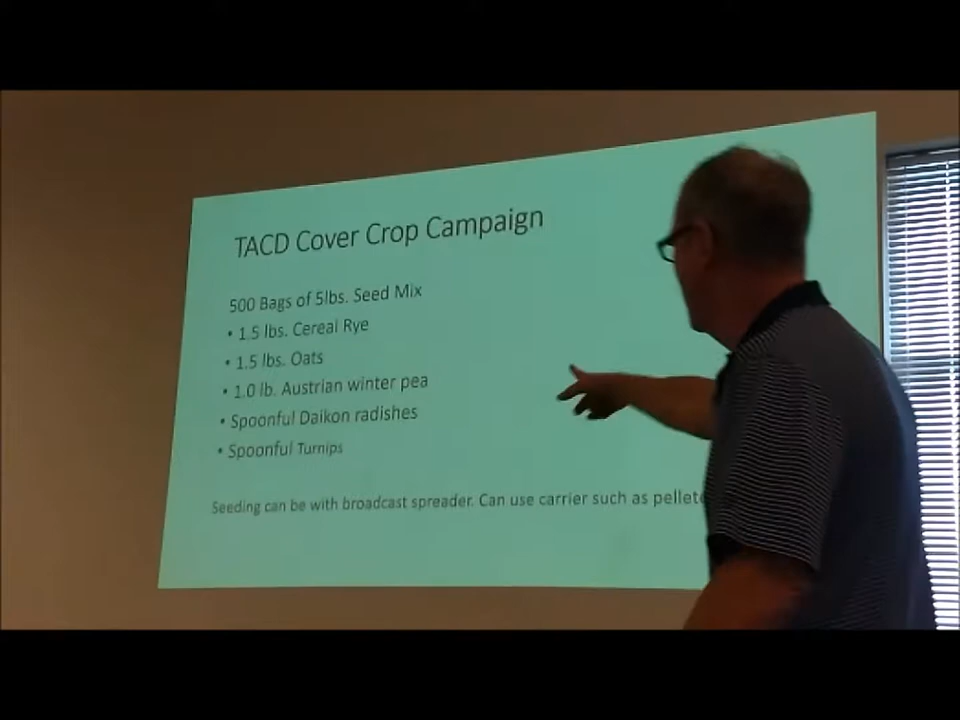 TACD Cover Crop Campaign
500 Bags of 5lbs. Seed Mix
• 1.5 lbs. Cereal Rye
• 1.5 lbs. Oats
• 1.0 lb. Austrian winter pea
• Spoonful Daikon radishes
• Spoonful Turnips
Seeding can be with broadcast spreader. Can use carrier such as